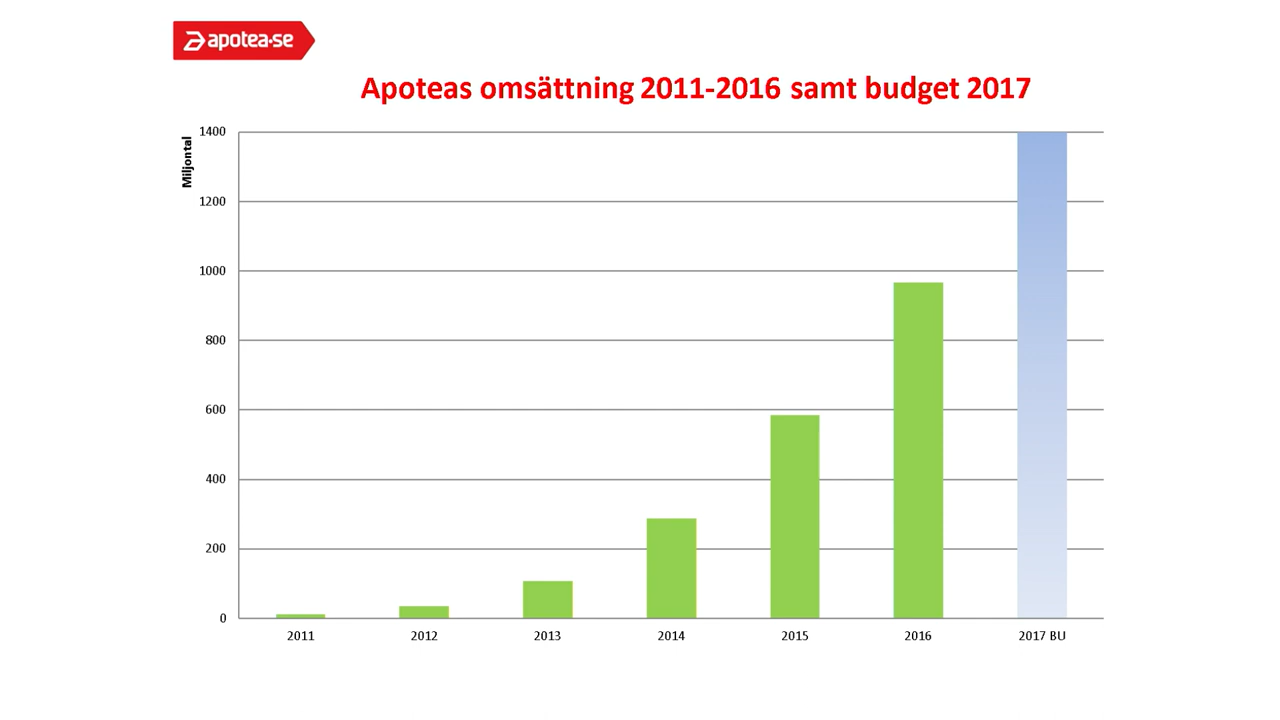 apotea.se
Apoteas omsättning 2011-2016 samt budget 2017
Miljontal
1400
1200
1000
800
600
400
200
0
2011 2012 2013 2014 2015 2016 2017 BU